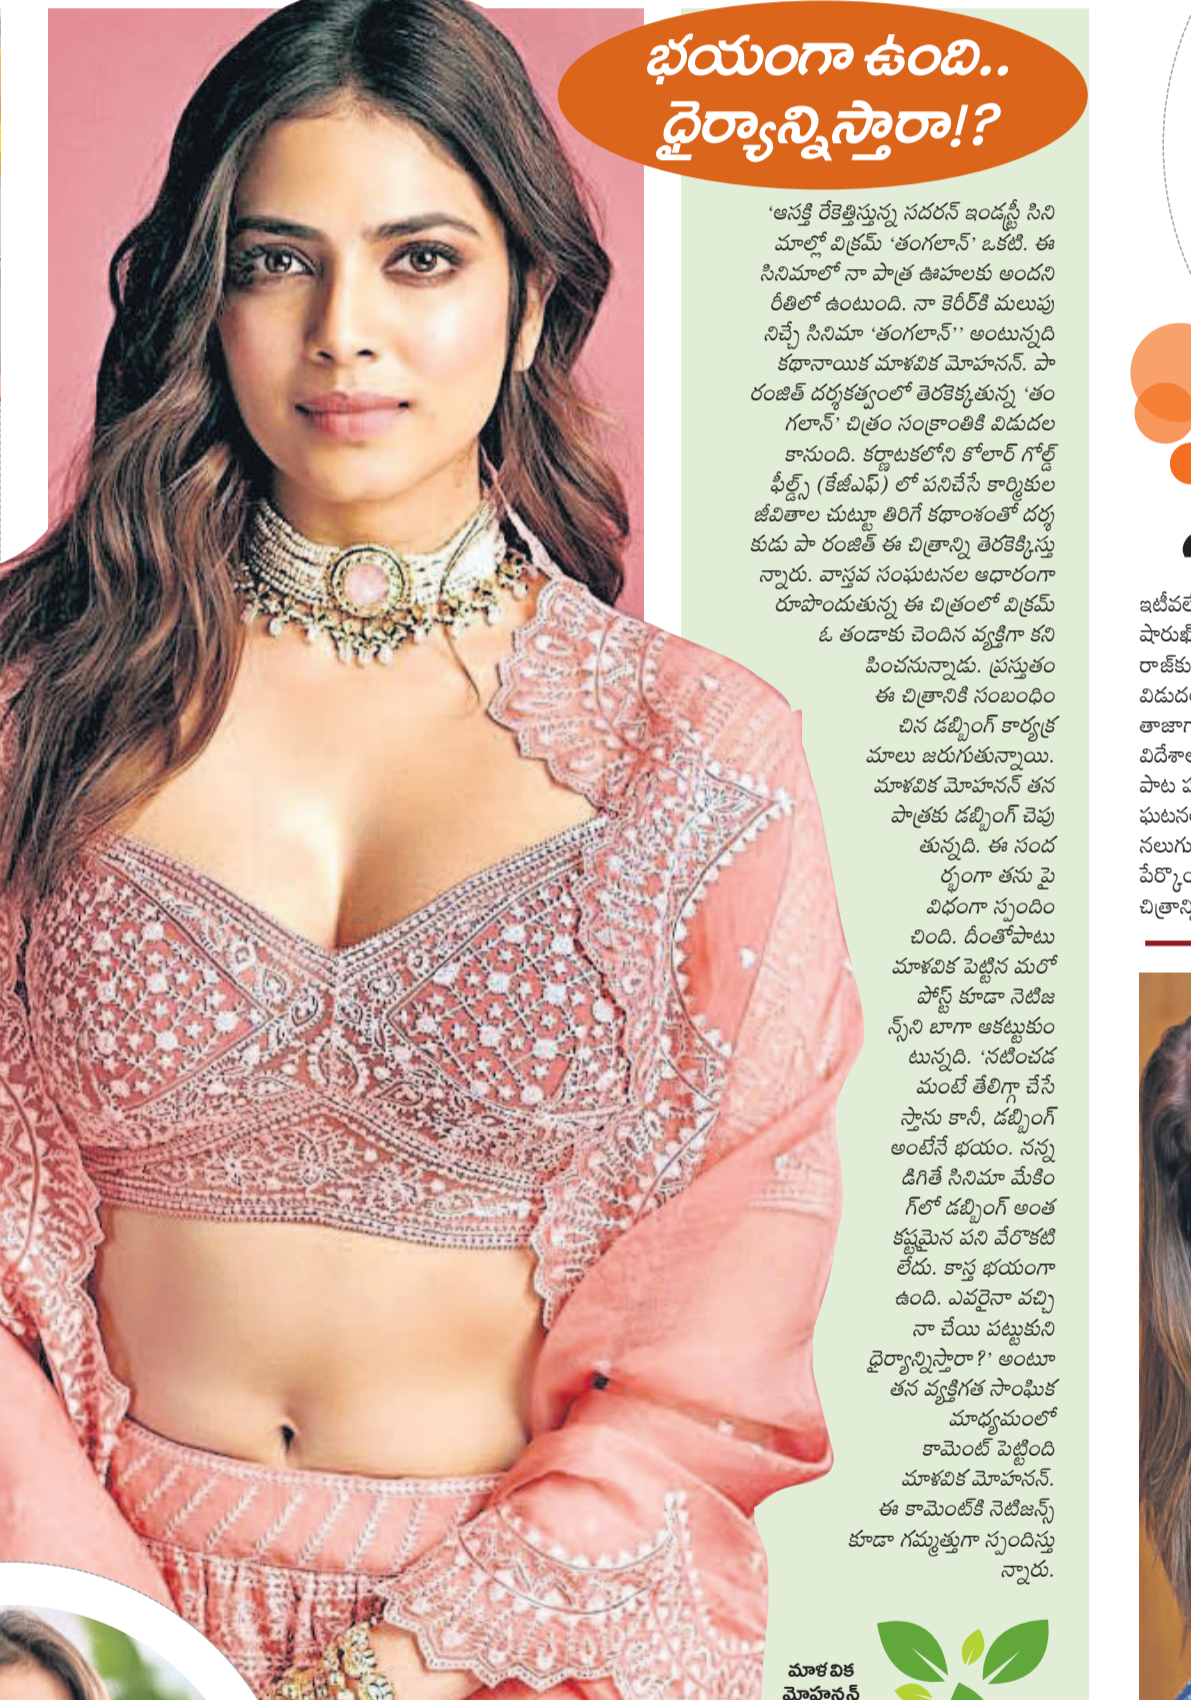 భయంగా ఉంది..
ధైర్యాన్నిస్తారా!?
‘ఆసక్తి రేకెత్తిస్తున్న సదరన్ ఇండస్ట్రీ సిని
మాల్లో విక్రమ్ ‘తంగలాన్’ ఒకటి. ఈ
సినిమాలో నా పాత్ర ఊహలకు అందని
రీతిలో ఉంటుంది. నా కెరీర్‌కి మలుపు
నిచ్చే సినిమా ‘తంగలాన్’’ అంటున్నది
కథానాయిక మాళవిక మోహనన్. పా
రంజిత్ దర్శకత్వంలో తెరకెక్కుతున్న ‘తం
గలాన్’ చిత్రం సంక్రాంతికి విడుదల
కానుంది. కర్ణాటకలోని కోలార్ గోల్డ్
ఫీల్డ్స్ (కేజీఎఫ్) లో పనిచేసే కార్మికుల
జీవితాల చుట్టూ తిరిగే కథాంశంతో దర్శ
కుడు పా రంజిత్ ఈ చిత్రాన్ని తెరకెక్కిస్తు
న్నారు. వాస్తవ సంఘటనల ఆధారంగా
రూపొందుతున్న ఈ చిత్రంలో విక్రమ్
ఓ తండాకు చెందిన వ్యక్తిగా కని
పించనున్నాడు. ప్రస్తుతం
ఈ చిత్రానికి సంబంధిం
చిన డబ్బింగ్ కార్యక్ర
మాలు జరుగుతున్నాయి.
మాళవిక మోహనన్ తన
పాత్రకు డబ్బింగ్ చెపు
తున్నది. ఈ సంద
ర్భంగా తను పై
విధంగా స్పందిం
చింది. దీంతోపాటు
మాళవిక పెట్టిన మరో
పోస్ట్ కూడా నెటిజ
న్స్‌ని బాగా ఆకట్టుకుం
టున్నది. ‘నటించడ
మంటే తేలిగ్గా చేసే
స్తాను కానీ, డబ్బింగ్
అంటేనే భయం. నన్న
డిగితే సినిమా మేకిం
గ్‌లో డబ్బింగ్ అంత
కష్టమైన పని వేరొకటి
లేదు. కాస్త భయంగా
ఉంది. ఎవరైనా వచ్చి
నా చేయి పట్టుకుని
ధైర్యాన్నిస్తారా?’ అంటూ
తన వ్యక్తిగత సాంఘిక
మాధ్యమంలో
కామెంట్ పెట్టింది
మాళవిక మోహనన్.
ఈ కామెంట్‌కి నెటిజన్స్
కూడా గమ్మత్తుగా స్పందిస్తు
న్నారు.
మాళవిక
మోహనన్